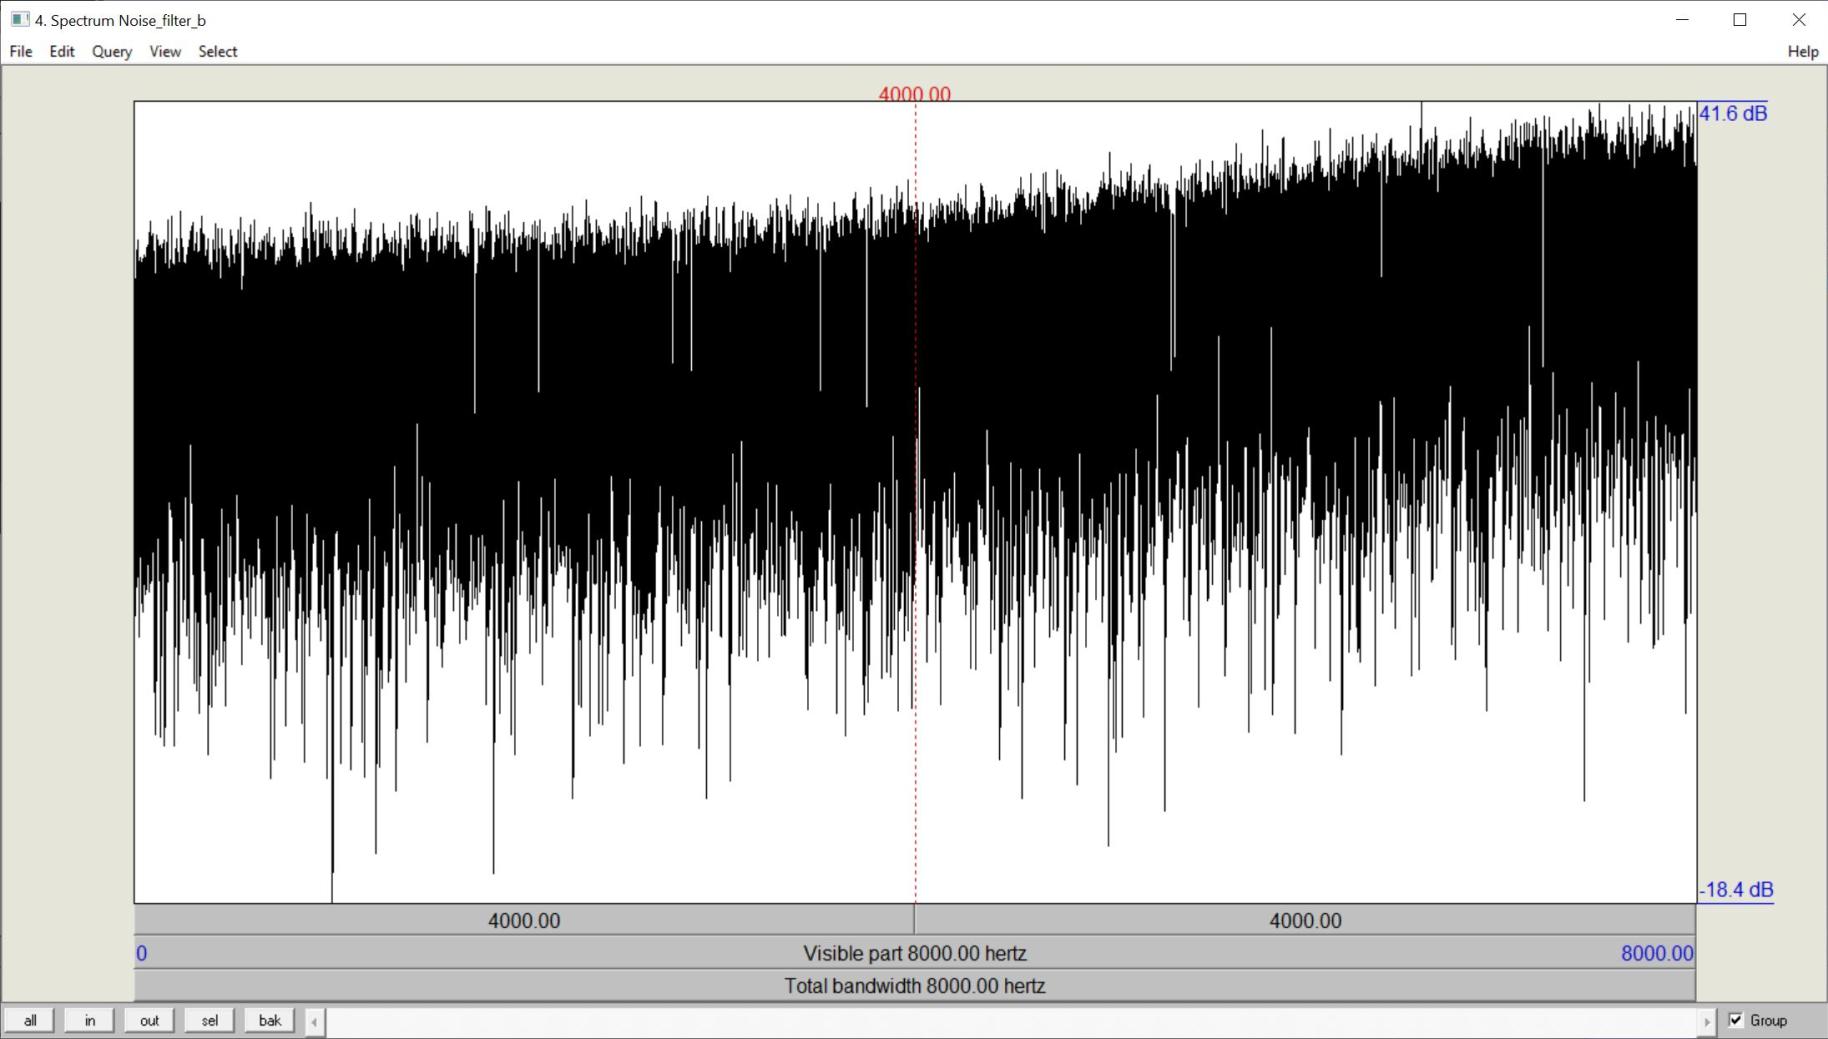 4. Spectrum Noise_filter_b
File Edit Query View Select Help
4000.00
41.6 dB
-18.4 dB
4000.00 4000.00
0 Visible part 8000.00 hertz 8000.00
Total bandwidth 8000.00 hertz
all in out sel bak Group